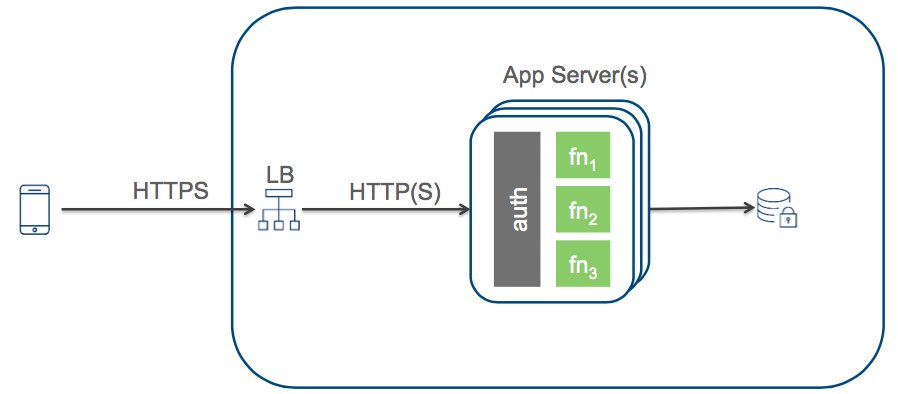 App Server(s)
HTTPS
LB
HTTP(S)
auth
fn1
fn2
fn3